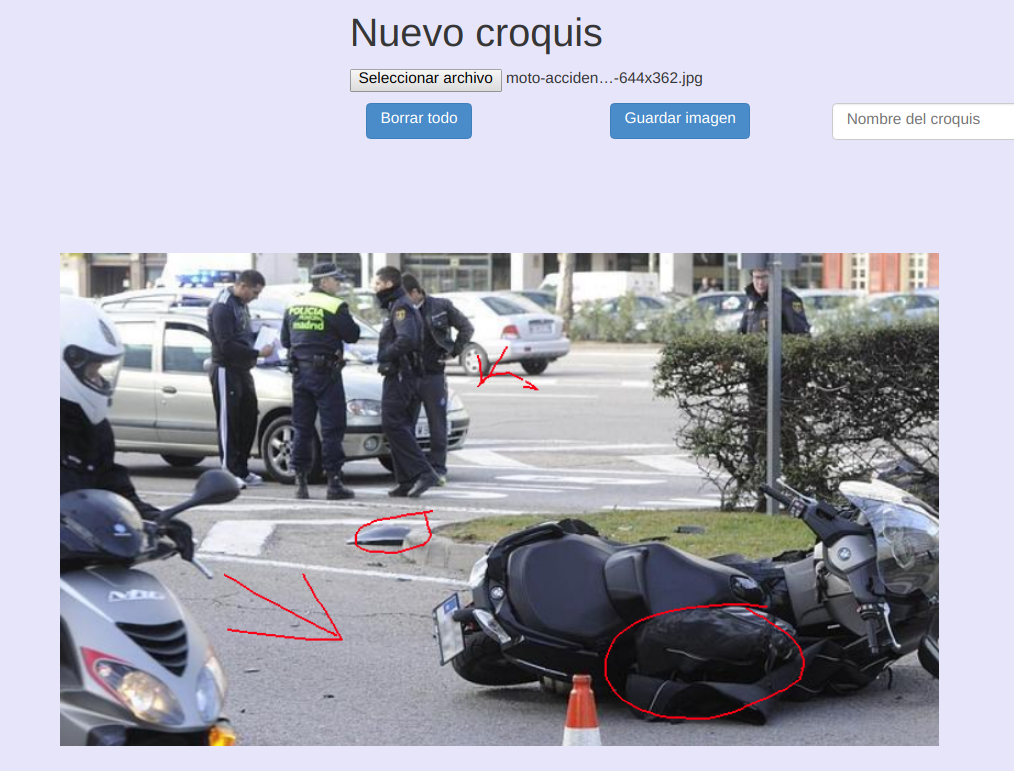 Nuevo croquis
Seleccionar archivo moto-acciden…-644x362.jpg
Borrar todo Guardar imagen Nombre del croquis
POLICIA
MUNICIPAL
madrid